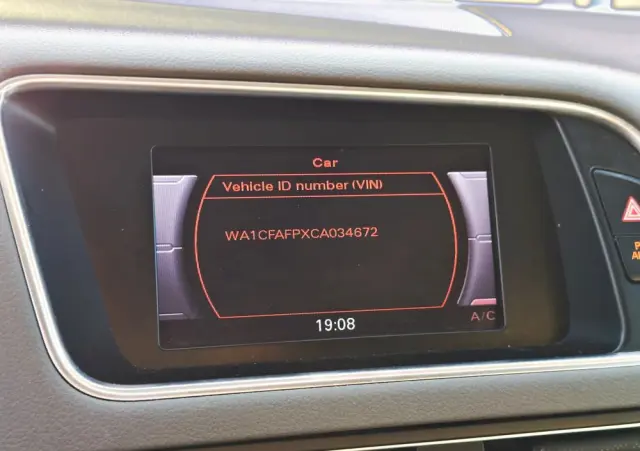 Car
Vehicle ID number (VIN)
WA1CFAFPXCA034672
19:08
A/C